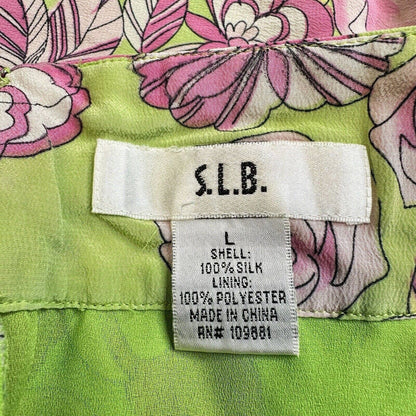 S.L.B.
L
SHELL:
100% SILK
LINING:
100% POLYESTER
MADE IN CHINA
RN# 109881